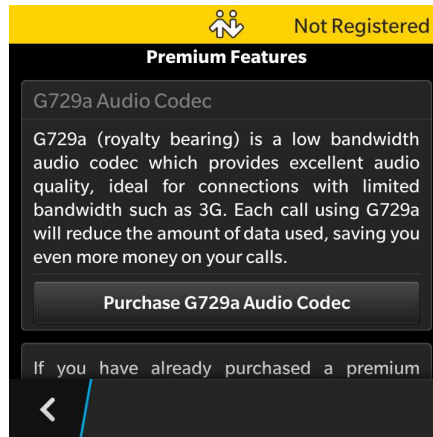 Not Registered
Premium Features
G729a Audio Codec
G729a (royalty bearing) is a low bandwidth
audio codec which provides excellent audio
quality, ideal for connections with limited
bandwidth such as 3G. Each call using G729a
will reduce the amount of data used, saving you
even more money on your calls.
Purchase G729a Audio Codec
If you have already purchased a premium